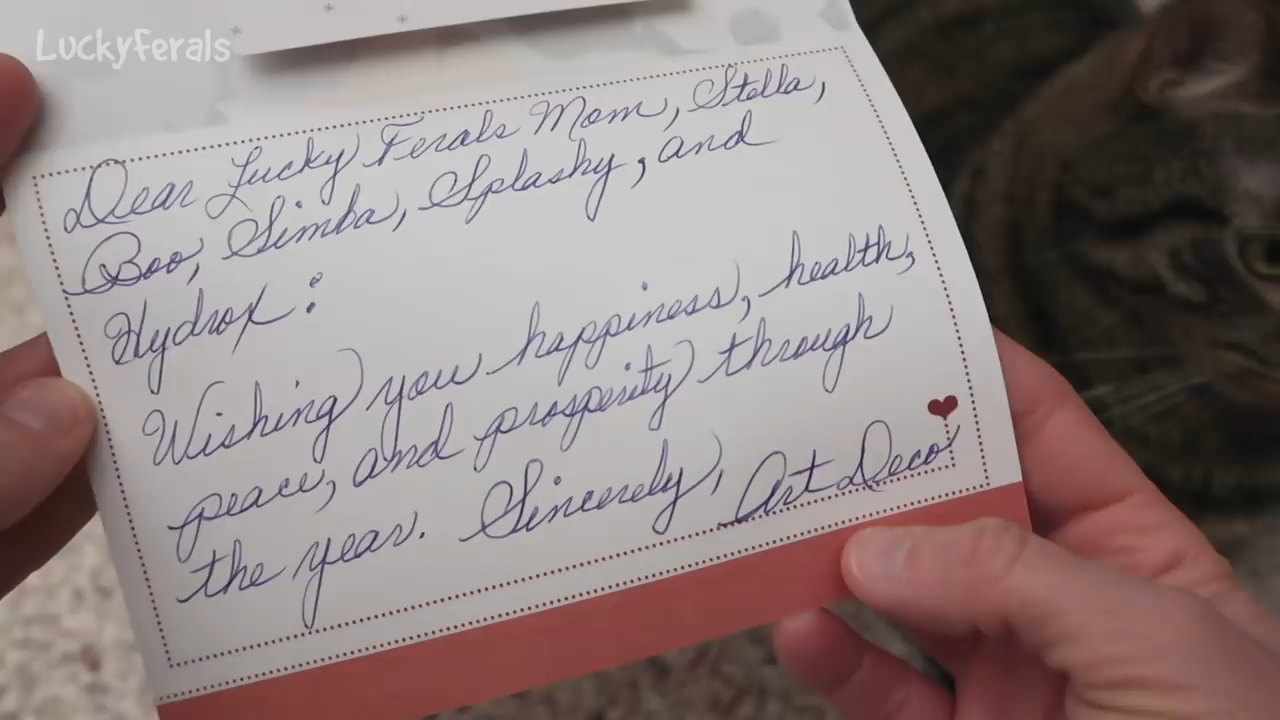 LuckyFerals
Dear Lucky Ferals Mom, Stella,
Boo, Simba, Splashy, and
Hydrox:
Wishing you happiness, health,
peace, and prosperity through
the year. Sincerely, Art Deco